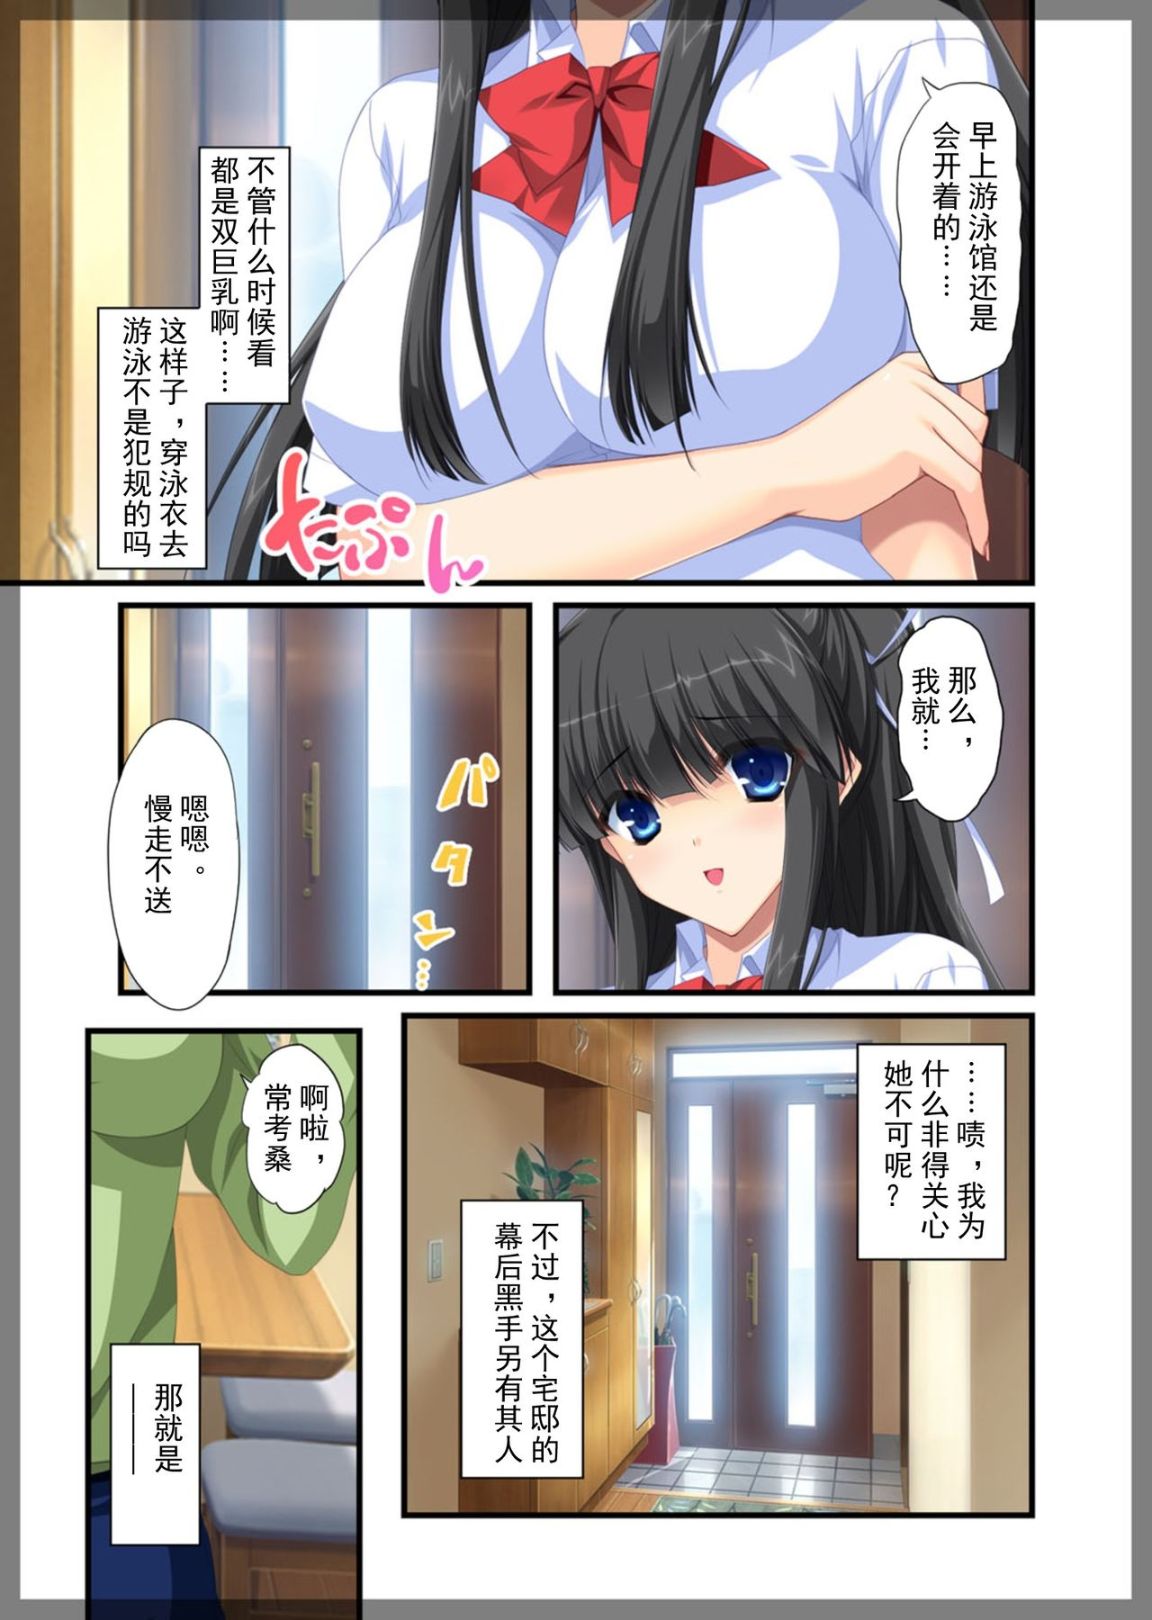 早上游泳馆还是
会开着的……
不管什么时候看
都是双巨乳啊……
这样子，穿泳衣去
游泳不是犯规的吗
たぷん
那么，
我就…
パタン…
嗯嗯。
慢走不送
……啧，我为
什么非得关心
她不可呢？
不过，这个宅邸的
幕后黑手另有其人
啊啦，
常考桑
那就是
——